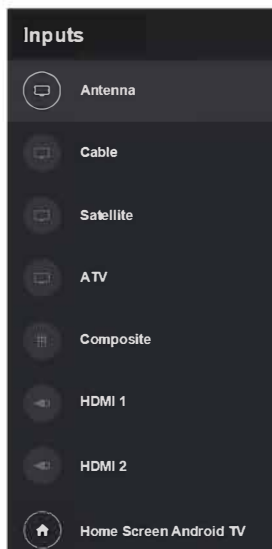 Inputs
Antenna
Cable
Satellite
ATV
Composite
HDMI 1
HDMI 2
Home Screen Android TV